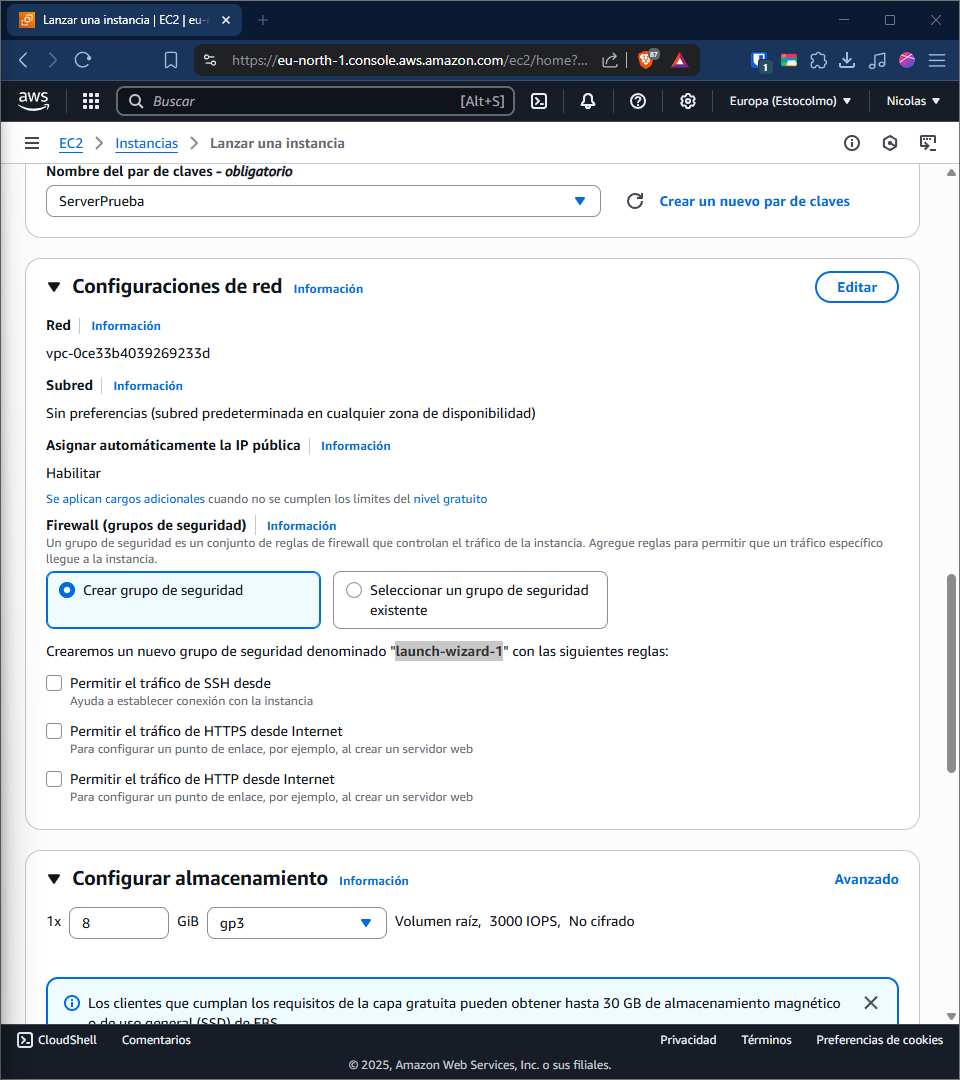 Lanzar una instancia | EC2 | eu-
https://eu-north-1.console.aws.amazon.com/ec2/home?...
87
1
aws
Buscar [Alt+S]
Europa (Estocolmo)
Nicolas
EC2 > Instancias > Lanzar una instancia
Nombre del par de claves - obligatorio
ServerPrueba
Crear un nuevo par de claves
Configuraciones de red Información
Editar
Red Información
vpc-0ce33b4039269233d
Subred Información
Sin preferencias (subred predeterminada en cualquier zona de disponibilidad)
Asignar automáticamente la IP pública Información
Habilitar
Se aplican cargos adicionales cuando no se cumplen los límites del nivel gratuito
Firewall (grupos de seguridad) Información
Un grupo de seguridad es un conjunto de reglas de firewall que controlan el tráfico de la instancia. Agregue reglas para permitir que un tráfico específico
llegue a la instancia.
Crear grupo de seguridad
Seleccionar un grupo de seguridad
existente
Crearemos un nuevo grupo de seguridad denominado "launch-wizard-1" con las siguientes reglas:
Permitir el tráfico de SSH desde
Ayuda a establecer conexión con la instancia
Permitir el tráfico de HTTPS desde Internet
Para configurar un punto de enlace, por ejemplo, al crear un servidor web
Permitir el tráfico de HTTP desde Internet
Para configurar un punto de enlace, por ejemplo, al crear un servidor web
Configurar almacenamiento Información
Avanzado
1x 8 GiB gp3 Volumen raíz, 3000 IOPS, No cifrado
Los clientes que cumplan los requisitos de la capa gratuita pueden obtener hasta 30 GB de almacenamiento magnético
o de uso general (SSD) de EBS
CloudShell Comentarios Privacidad Términos Preferencias de cookies
© 2025, Amazon Web Services, Inc. o sus filiales.